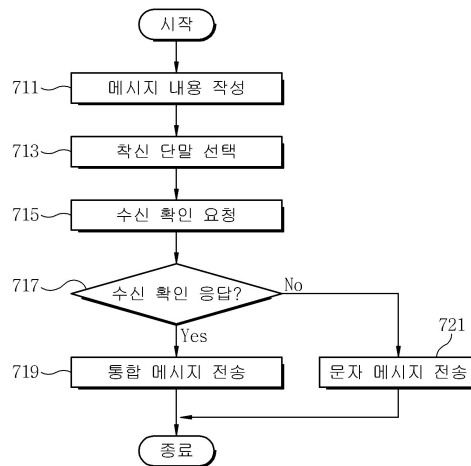 시작
711 메시지 내용 작성
713 착신 단말 선택
715 수신 확인 요청
717 수신 확인 응답?
No
Yes
721
719 통합 메시지 전송
문자 메시지 전송
종료